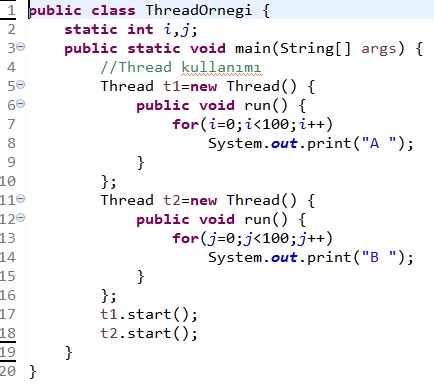 1 public class ThreadOrnegi {
2     static int i,j;
3     public static void main(String[] args) {
4         //Thread kullanımı
5         Thread t1=new Thread() {
6             public void run() {
7                 for(i=0;i<100;i++)
8                     System.out.print("A ");
9             }
10         };
11         Thread t2=new Thread() {
12             public void run() {
13                 for(j=0;j<100;j++)
14                     System.out.print("B ");
15             }
16         };
17         t1.start();
18         t2.start();
19     }
20 }